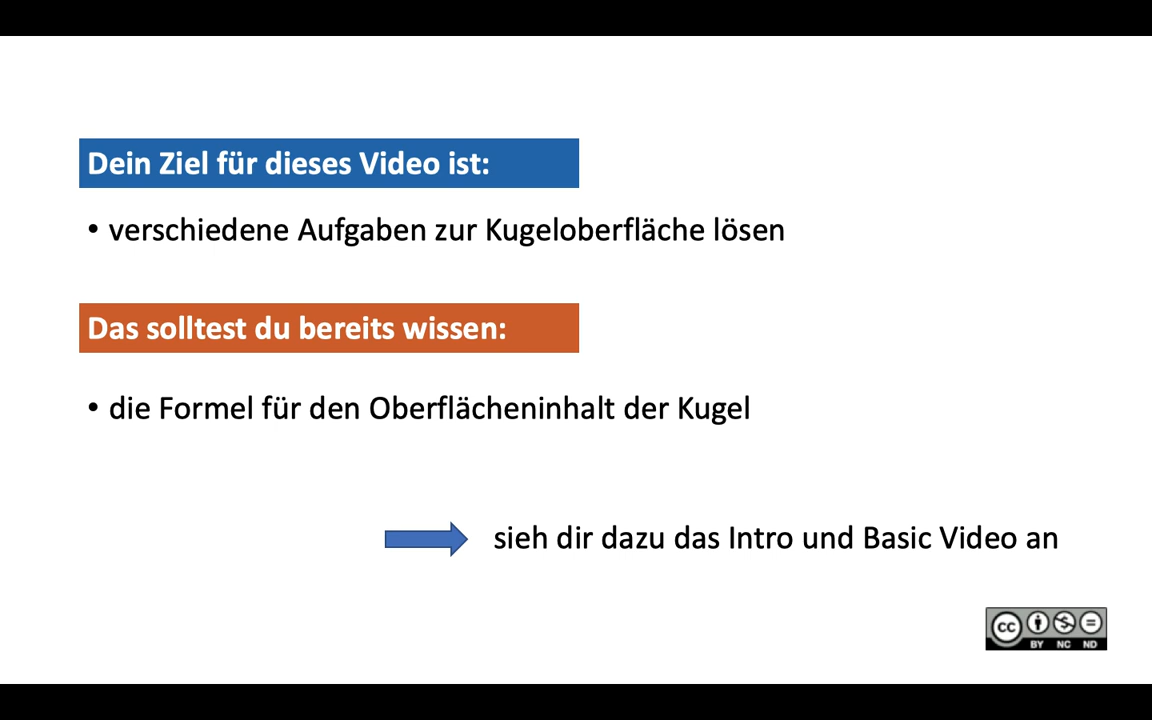 Dein Ziel für dieses Video ist:
• verschiedene Aufgaben zur Kugeloberfläche lösen
Das solltest du bereits wissen:
• die Formel für den Oberflächeninhalt der Kugel
sieh dir dazu das Intro und Basic Video an
cc BY NC ND